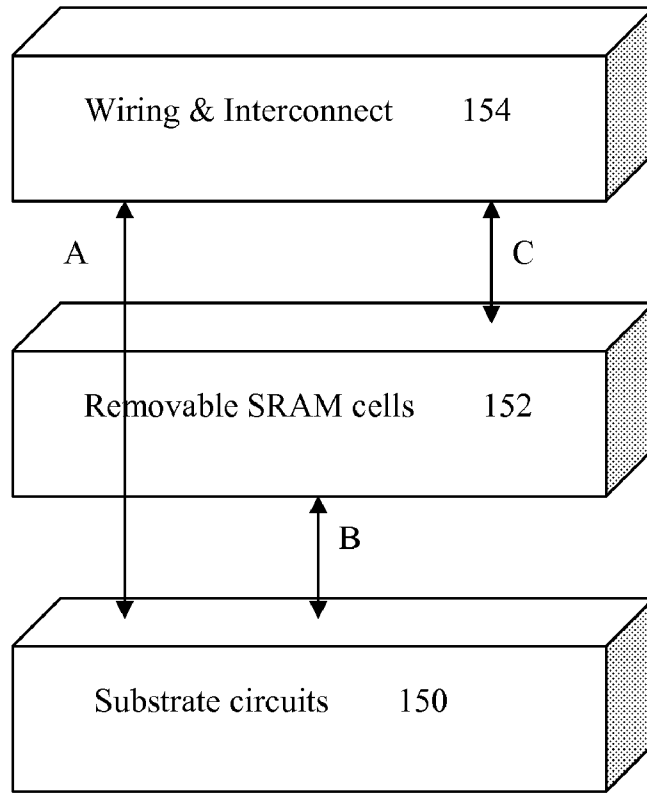 Wiring & Interconnect 154
A
C
Removable SRAM cells 152
B
Substrate circuits 150